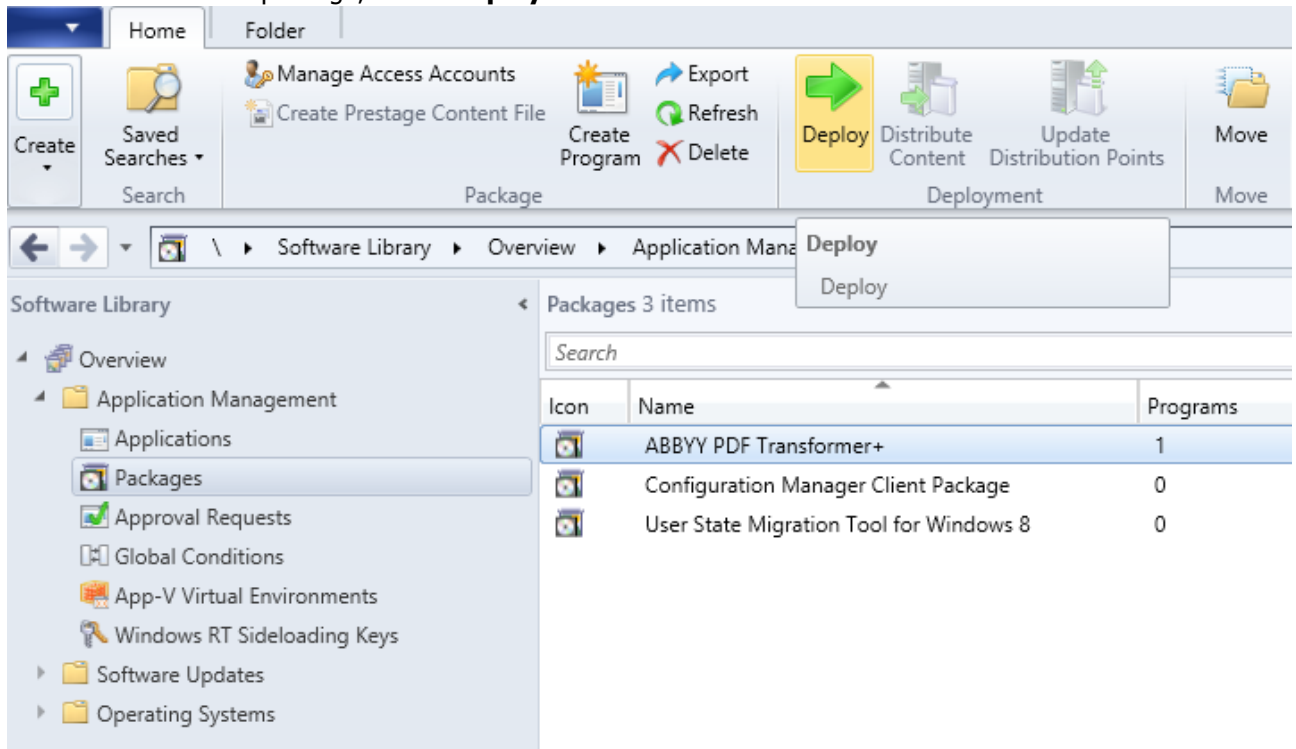 Home Folder
Manage Access Accounts
Create Prestage Content File
Create
Saved
Searches
Search
Create
Program
Export
Refresh
Delete
Package
Deploy
Distribute
Content
Update
Distribution Points
Deployment
Move
Move
\ Software Library Overview Application Mana
Deploy
Deploy
Software Library
Overview
Application Management
Applications
Packages
Approval Requests
Global Conditions
App-V Virtual Environments
Windows RT Sideloading Keys
Software Updates
Operating Systems
Packages 3 items
Search
Icon Name Programs
ABBYY PDF Transformer+ 1
Configuration Manager Client Package 0
User State Migration Tool for Windows 8 0